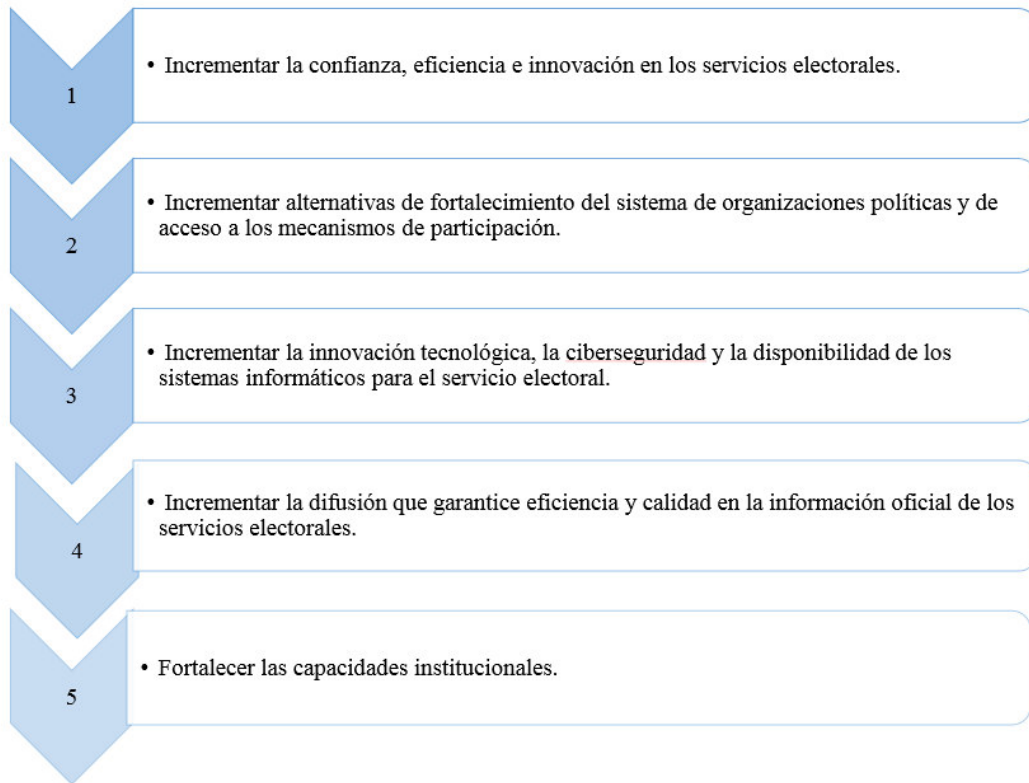 1
• Incrementar la confianza, eficiencia e innovación en los servicios electorales.
2
• Incrementar alternativas de fortalecimiento del sistema de organizaciones políticas y de
acceso a los mecanismos de participación.
3
• Incrementar la innovación tecnológica, la ciberseguridad y la disponibilidad de los
sistemas informáticos para el servicio electoral.
4
• Incrementar la difusión que garantice eficiencia y calidad en la información oficial de los
servicios electorales.
5
• Fortalecer las capacidades institucionales.